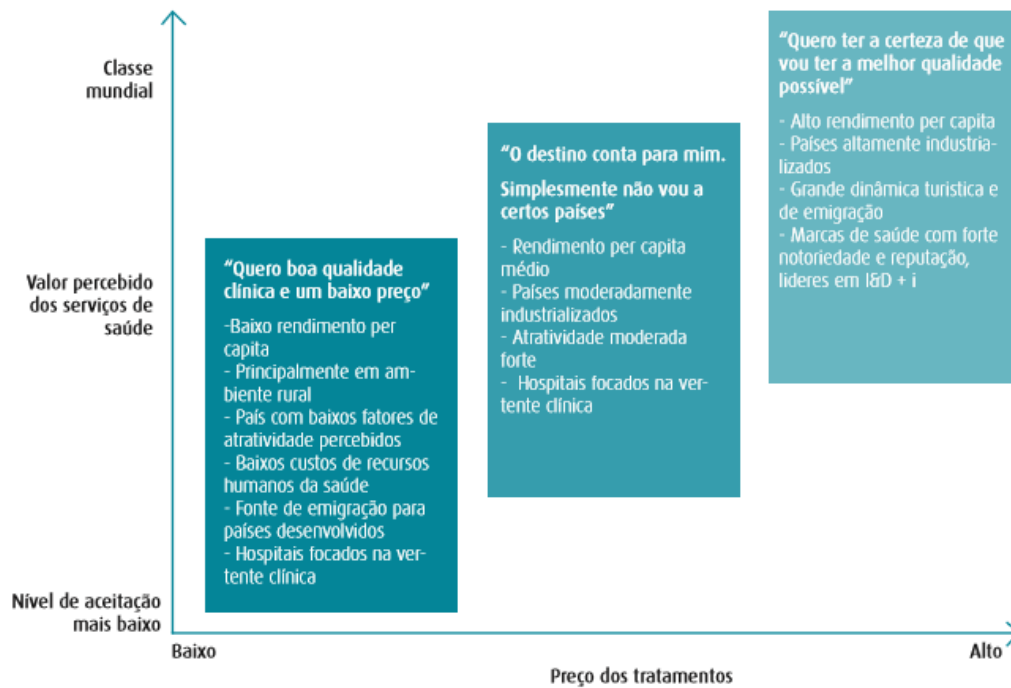 Classe
mundial
Valor percebido
dos serviços de
saúde
Nível de aceitação
mais baixo
"Quero boa qualidade
clínica e um baixo preço"
-Baixo rendimento per
capita
- Principalmente em am-
biente rural
- País com baixos fatores de
atratividade percebidos
- Baixos custos de recursos
humanos da saúde
- Fonte de emigração para
países desenvolvidos
- Hospitais focados na ver-
tente clínica
"O destino conta para mim.
Simplesmente não vou a
certos países"
- Rendimento per capita
médio
- Países moderadamente
industrializados
- Atratividade moderada
forte
- Hospitais focados na ver-
tente clínica
"Quero ter a certeza de que
vou ter a melhor qualidade
possível"
- Alto rendimento per capita
- Países altamente industria-
lizados
- Grande dinâmica turistica e
de emigração
- Marcas de saúde com forte
notoriedade e reputação,
lideres em I&D + i
Baixo
Alto
Preço dos tratamentos